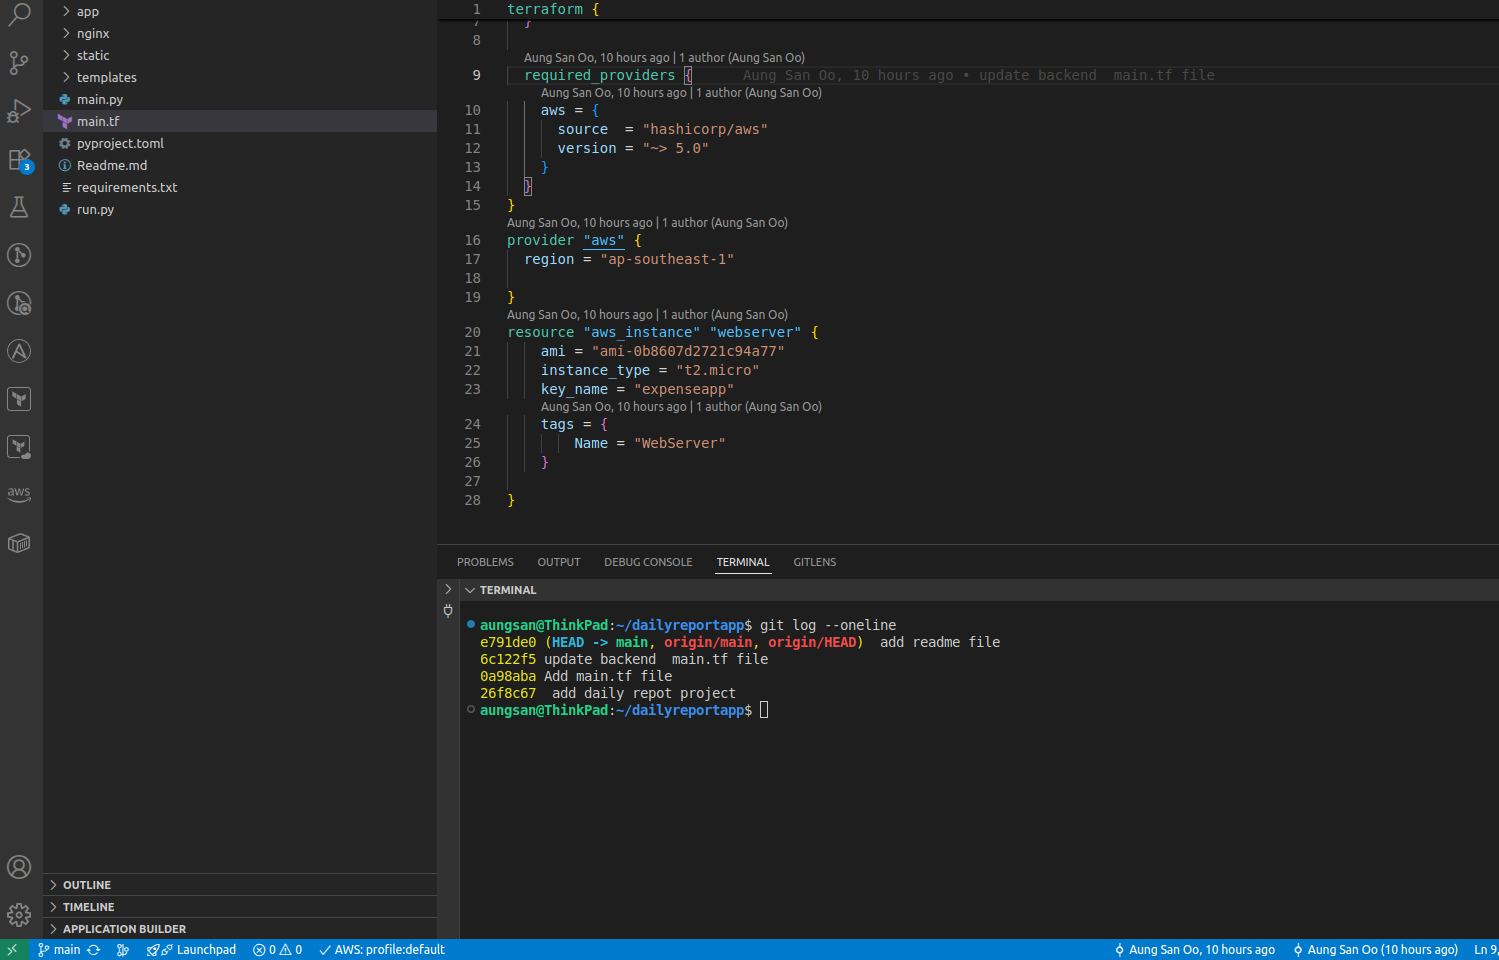 app
nginx
static
templates
main.py
main.tf
pyproject.toml
Readme.md
requirements.txt
run.py
3
aws
OUTLINE
TIMELINE
APPLICATION BUILDER
1 terraform {
7 }
8
Aung San Oo, 10 hours ago | 1 author (Aung San Oo)
9 required_providers { Aung San Oo, 10 hours ago • update backend  main.tf file
Aung San Oo, 10 hours ago | 1 author (Aung San Oo)
10 aws = {
11 source  = "hashicorp/aws"
12 version = "~> 5.0"
13 }
14 }
15 }
Aung San Oo, 10 hours ago | 1 author (Aung San Oo)
16 provider "aws" {
17 region = "ap-southeast-1"
18
19 }
Aung San Oo, 10 hours ago | 1 author (Aung San Oo)
20 resource "aws_instance" "webserver" {
21 ami = "ami-0b8607d2721c94a77"
22 instance_type = "t2.micro"
23 key_name = "expenseapp"
Aung San Oo, 10 hours ago | 1 author (Aung San Oo)
24 tags = {
25 Name = "WebServer"
26 }
27
28 }
PROBLEMS OUTPUT DEBUG CONSOLE TERMINAL GITLENS
TERMINAL
aungsan@ThinkPad:~/dailyreportapp$ git log --oneline
e791de0 (HEAD -> main, origin/main, origin/HEAD)  add readme file
6c122f5 update backend  main.tf file
0a98aba Add main.tf file
26f8c67  add daily repot project
aungsan@ThinkPad:~/dailyreportapp$
main Launchpad 0 0 AWS: profile:default Aung San Oo, 10 hours ago Aung San Oo (10 hours ago) Ln 9,